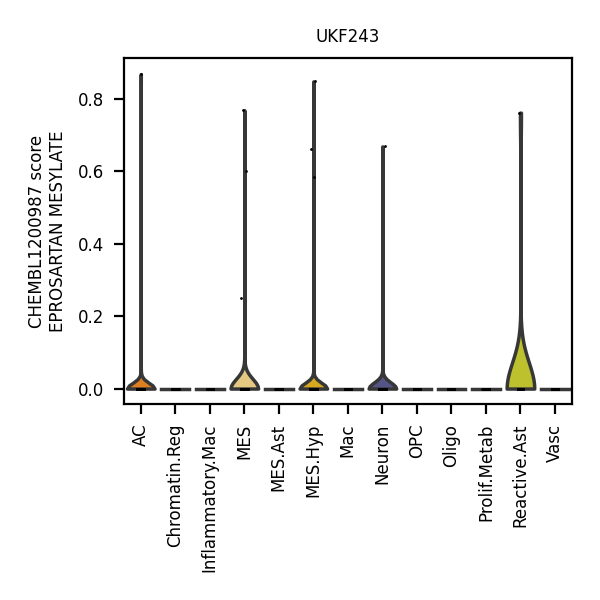 UKF243
CHEMBL1200987 score
EPROSARTAN MESYLATE
0.8
0.6
0.4
0.2
0.0
AC
Chromatin.Reg
Inflammatory.Mac
MES
MES.Ast
MES.Hyp
Mac
Neuron
OPC
Oligo
Prolif.Metab
Reactive.Ast
Vasc